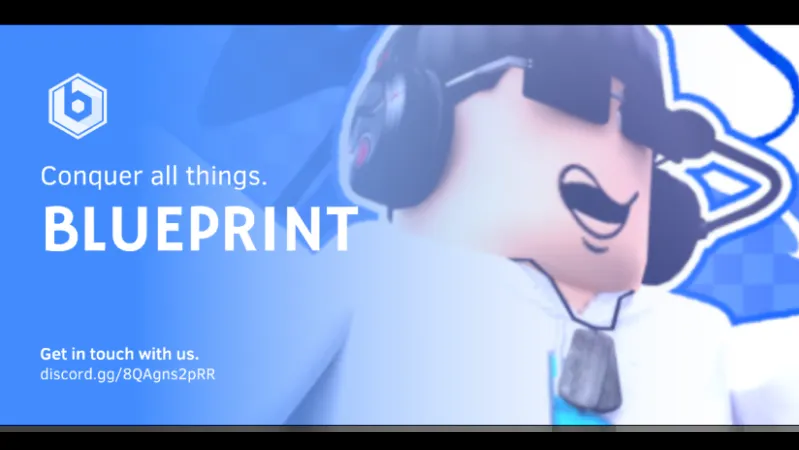 Conquer all things.
BLUEPRINT
Get in touch with us.
discord.gg/8QAgns2pRR